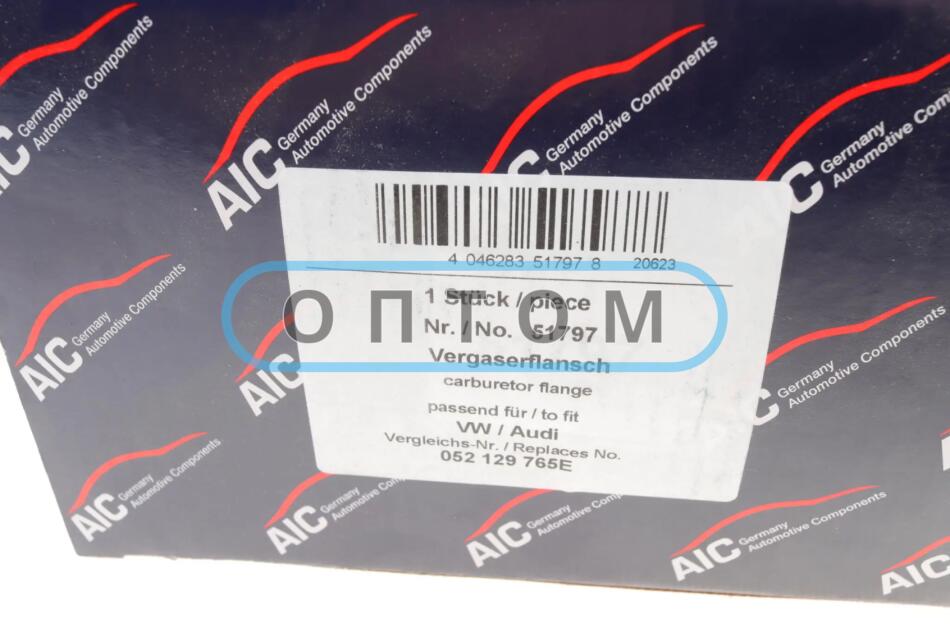 AIC Germany
Automotive Components
AIC Germany
Automotive Components
AIC Germany
Automotive Components
AIC Germany
Automotive Components
4 046283 51797 8 20623
1 Stück / piece
Nr. / No. 51797
Vergaserflansch
carburetor flange
passend für / to fit
VW / Audi
Vergleichs-Nr. / Replaces No.
052 129 765E
ОПТОМ
AIC Germany
Automotive Components
AIC
AIC Germany
Automotive Components
AIC Germany
Automotive Components
AIC Germany
Automotive Components
AIC Germany
Automotive Components
AIC Germany
Automotive Components
AIC Germany